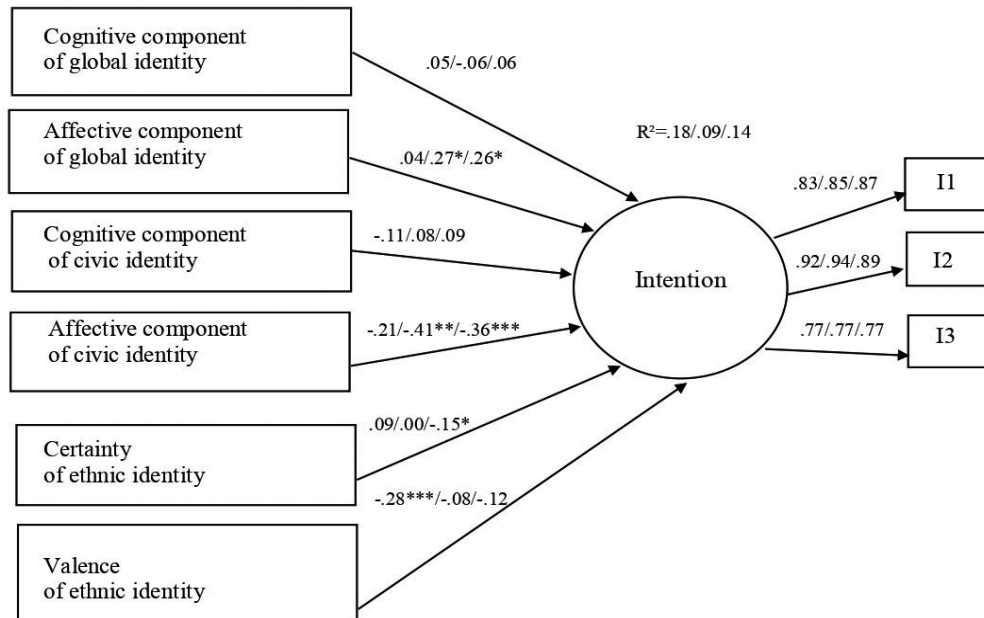 Cognitive component
of global identity
.05/-.06/.06
Affective component
of global identity
R²=.18/.09/.14
.04/.27*/.26*
.83/.85/.87
I1
Cognitive component
of civic identity
-.11/.08/.09
Intention
.92/.94/.89
I2
Affective component
of civic identity
-.21/-.41**/-.36***
.77/.77/.77
I3
Certainty
of ethnic identity
.09/.00/-.15*
-.28***/-.08/-.12
Valence
of ethnic identity